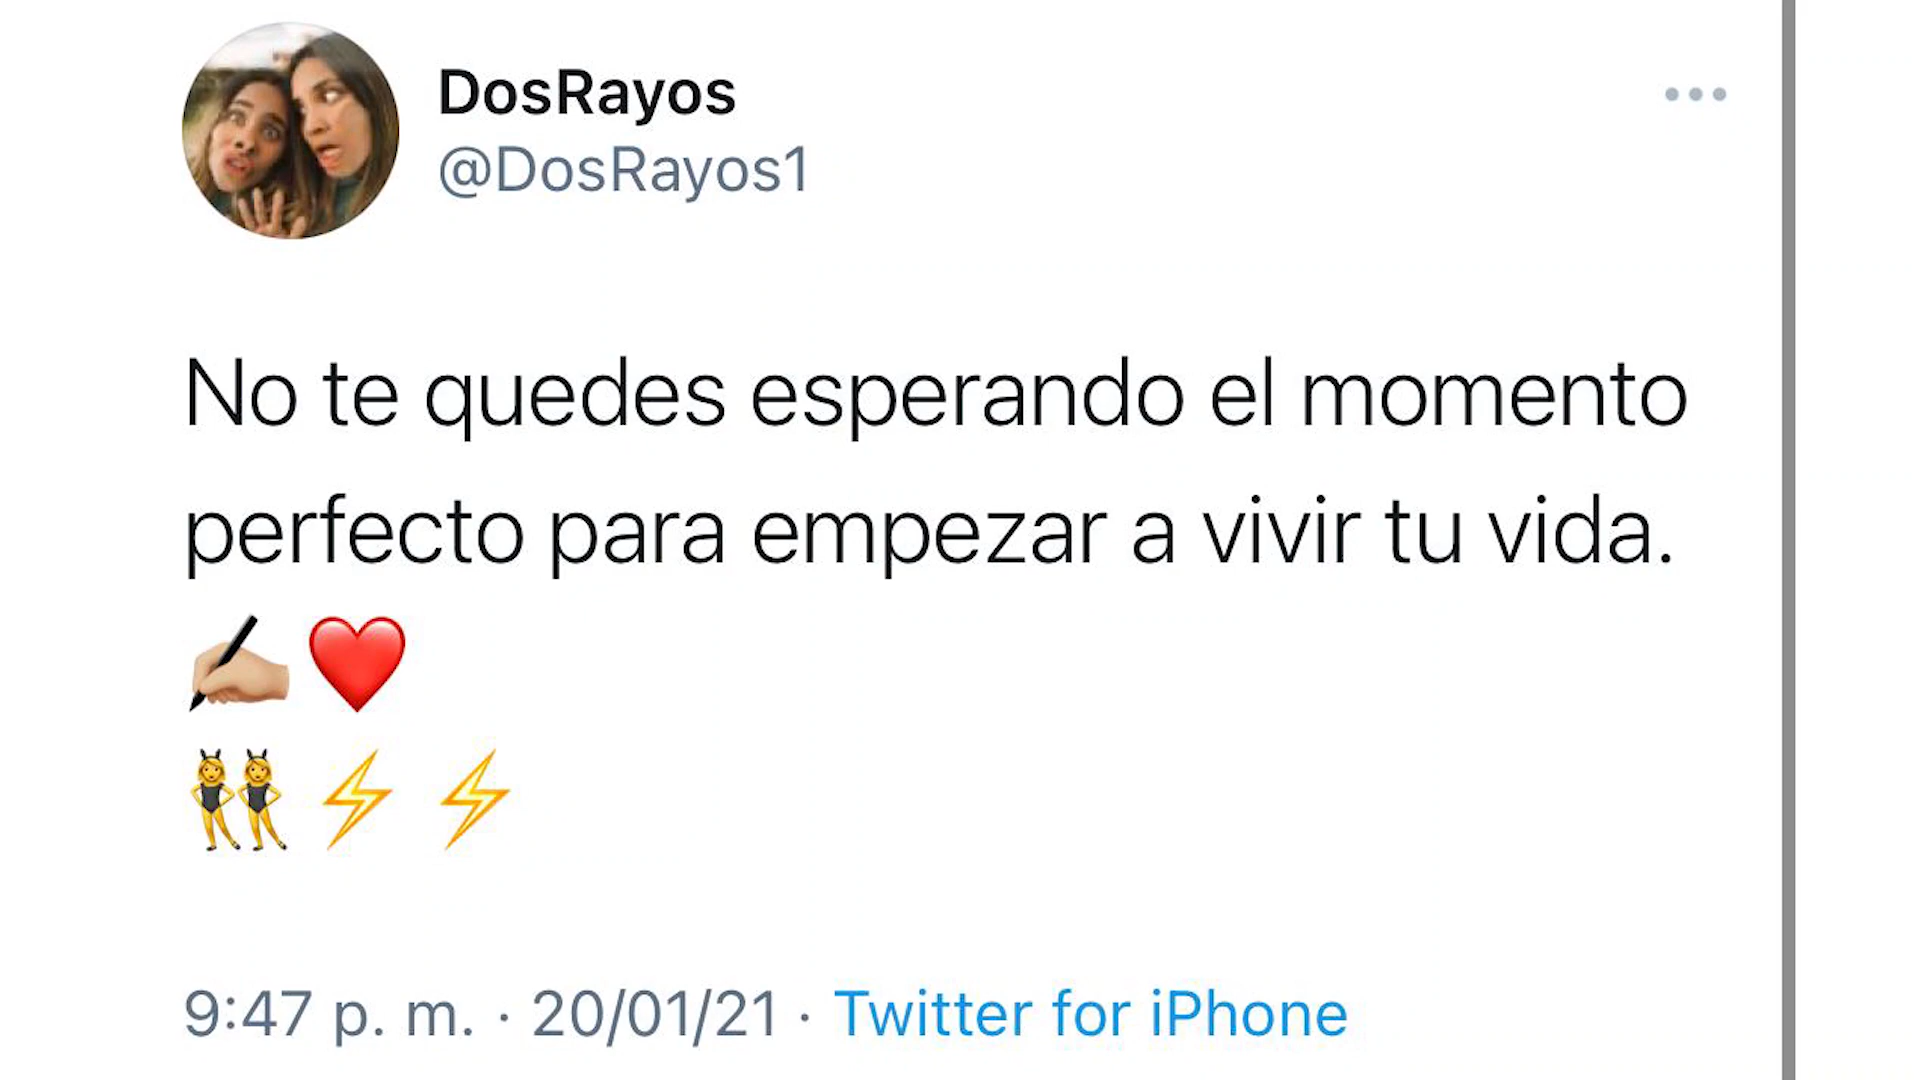 DosRayos
@DosRayos1
No te quedes esperando el momento
perfecto para empezar a vivir tu vida.
✍🏼❤️
👯⚡⚡
9:47 p. m. · 20/01/21 · Twitter for iPhone